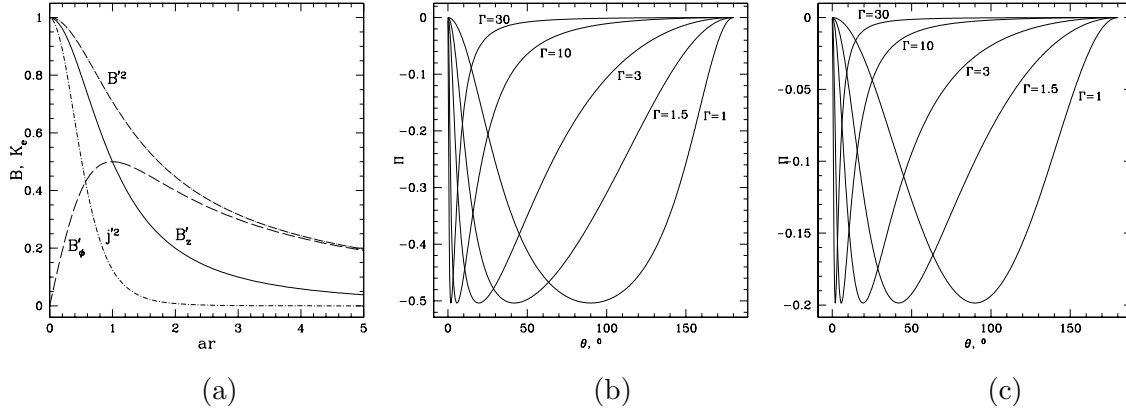 1
0.8
0.6
0.4
0.2
0
B, K_e
B'²
B'_ϕ
j'²
B'_z
0 1 2 3 4 5
ar
(a)
0
−0.1
−0.2
−0.3
−0.4
−0.5
Π
Γ=30
Γ=10
Γ=3
Γ=1.5
Γ=1
0 50 100 150
θ, °
(b)
0
−0.05
−0.1
−0.15
−0.2
Π
Γ=30
Γ=10
Γ=3
Γ=1.5
Γ=1
0 50 100 150
θ, °
(c)